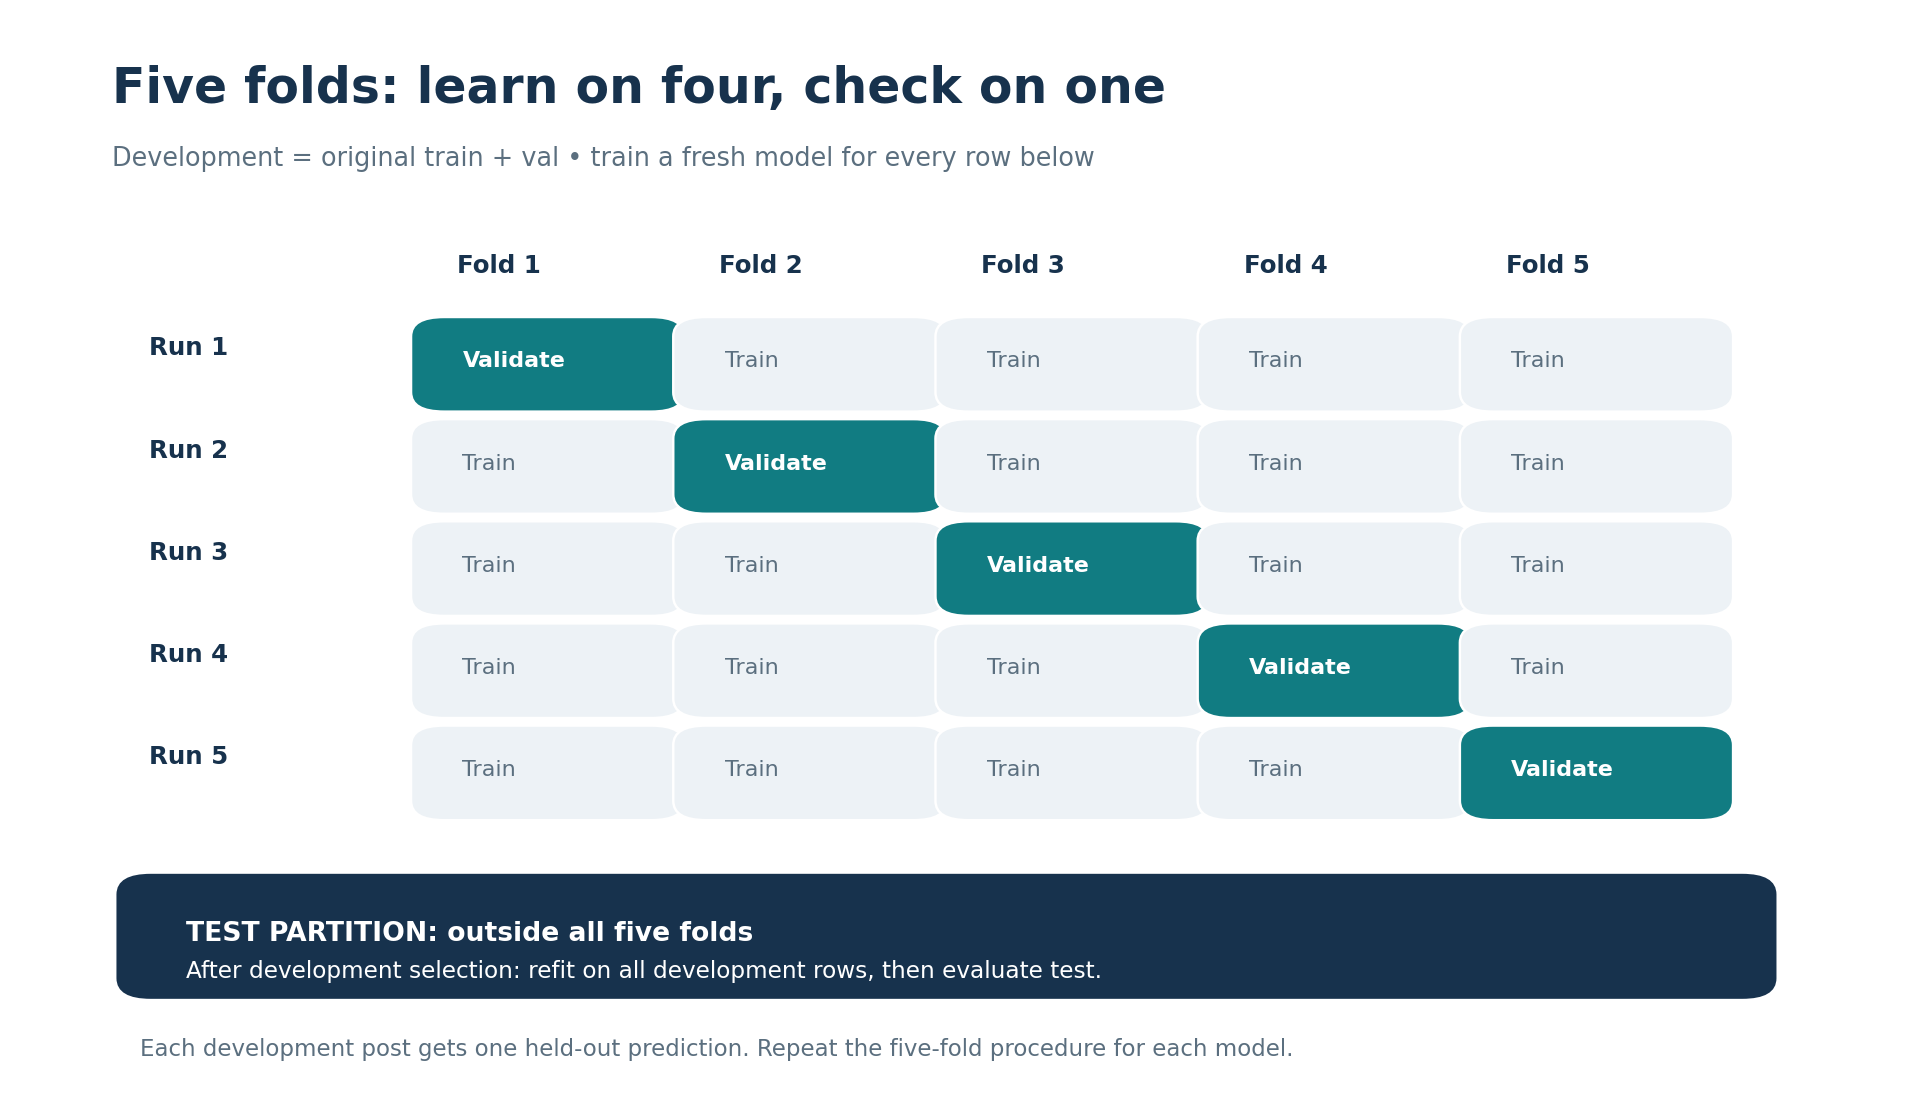 Five folds: learn on four, check on one
Development = original train + val • train a fresh model for every row below
Fold 1 Fold 2 Fold 3 Fold 4 Fold 5
Run 1 Validate Train Train Train Train
Run 2 Train Validate Train Train Train
Run 3 Train Train Validate Train Train
Run 4 Train Train Train Validate Train
Run 5 Train Train Train Train Validate
TEST PARTITION: outside all five folds
After development selection: refit on all development rows, then evaluate test.
Each development post gets one held-out prediction. Repeat the five-fold procedure for each model.